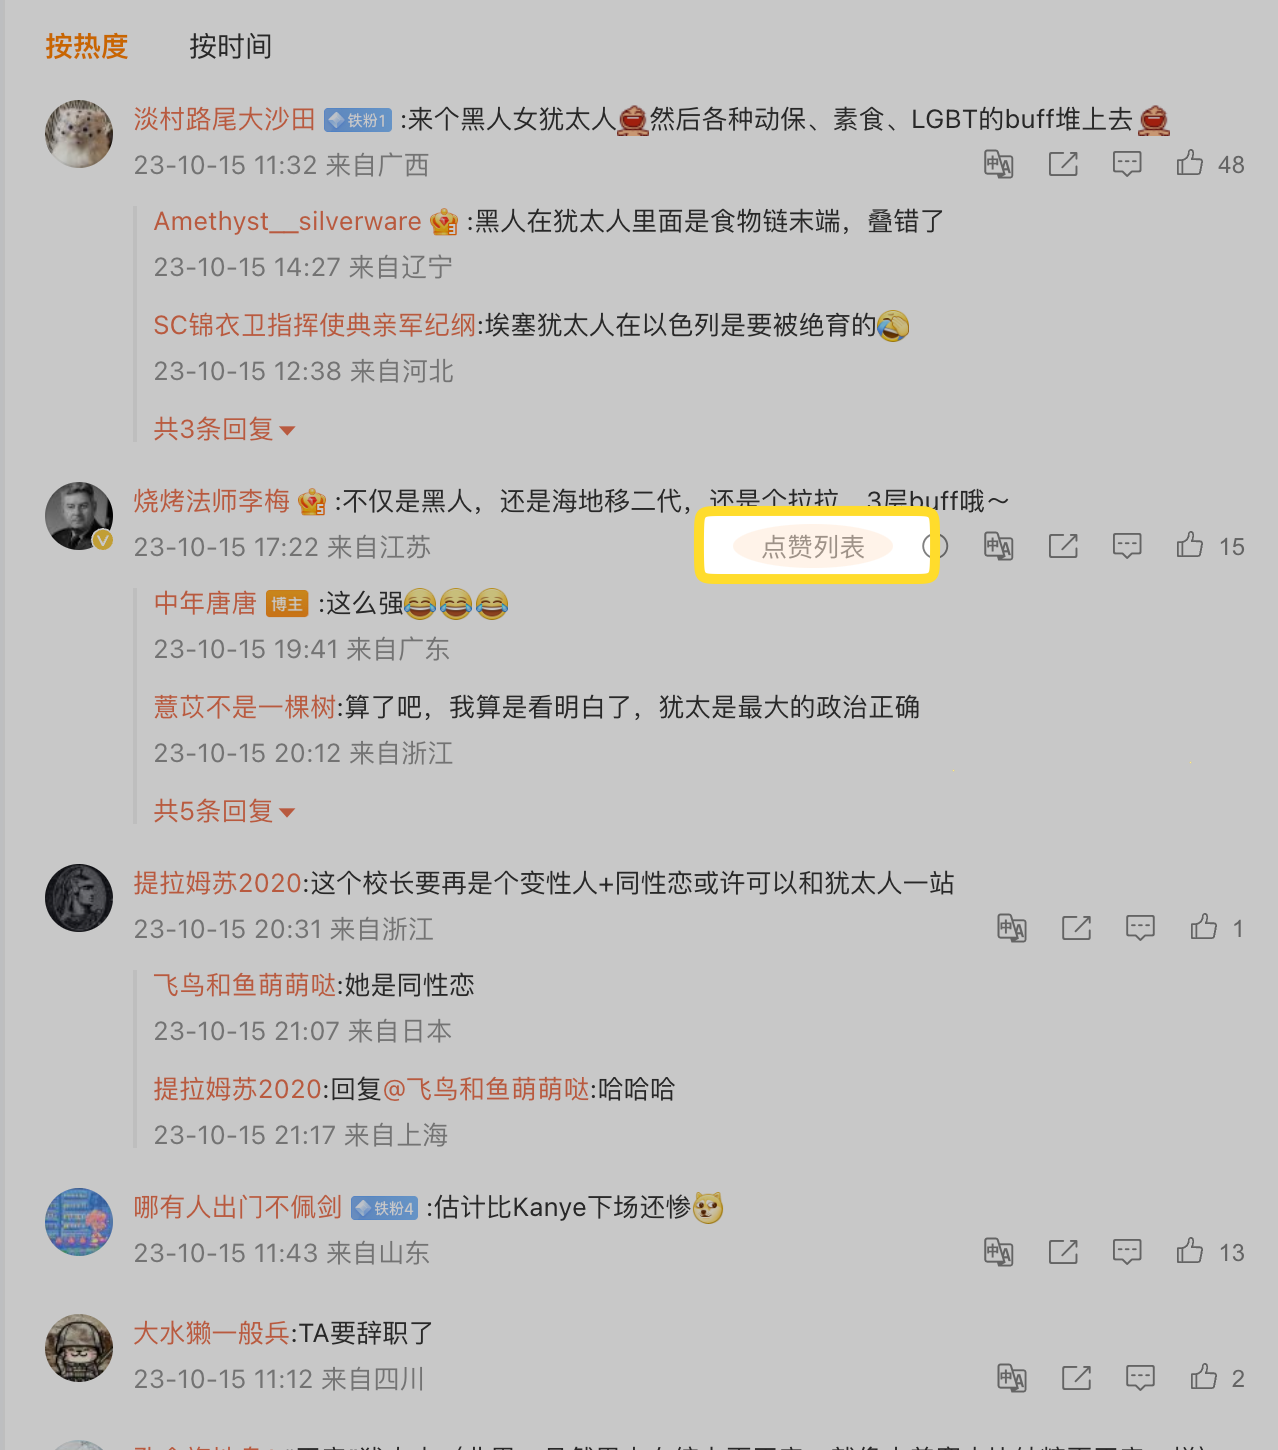 按热度 按时间
淡村路尾大沙田 铁粉1 :来个黑人女犹太人然后各种动保、素食、LGBT的buff堆上去
23-10-15 11:32 来自广西 48
Amethyst__silverware :黑人在犹太人里面是食物链末端，叠错了
23-10-15 14:27 来自辽宁
SC锦衣卫指挥使典亲军纪纲:埃塞犹太人在以色列是要被绝育的
23-10-15 12:38 来自河北
共3条回复
烧烤法师李梅 :不仅是黑人，还是海地移二代，还是个拉拉，3层buff哦～
23-10-15 17:22 来自江苏 点赞列表 15
中年唐唐 博主 :这么强
23-10-15 19:41 来自广东
薏苡不是一棵树:算了吧，我算是看明白了，犹太是最大的政治正确
23-10-15 20:12 来自浙江
共5条回复
提拉姆苏2020:这个校长要再是个变性人+同性恋或许可以和犹太人一站
23-10-15 20:31 来自浙江 1
飞鸟和鱼萌萌哒:她是同性恋
23-10-15 21:07 来自日本
提拉姆苏2020:回复@飞鸟和鱼萌萌哒:哈哈哈
23-10-15 21:17 来自上海
哪有人出门不佩剑 铁粉4 :估计比Kanye下场还惨
23-10-15 11:43 来自山东 13
大水獭一般兵:TA要辞职了
23-10-15 11:12 来自四川 2